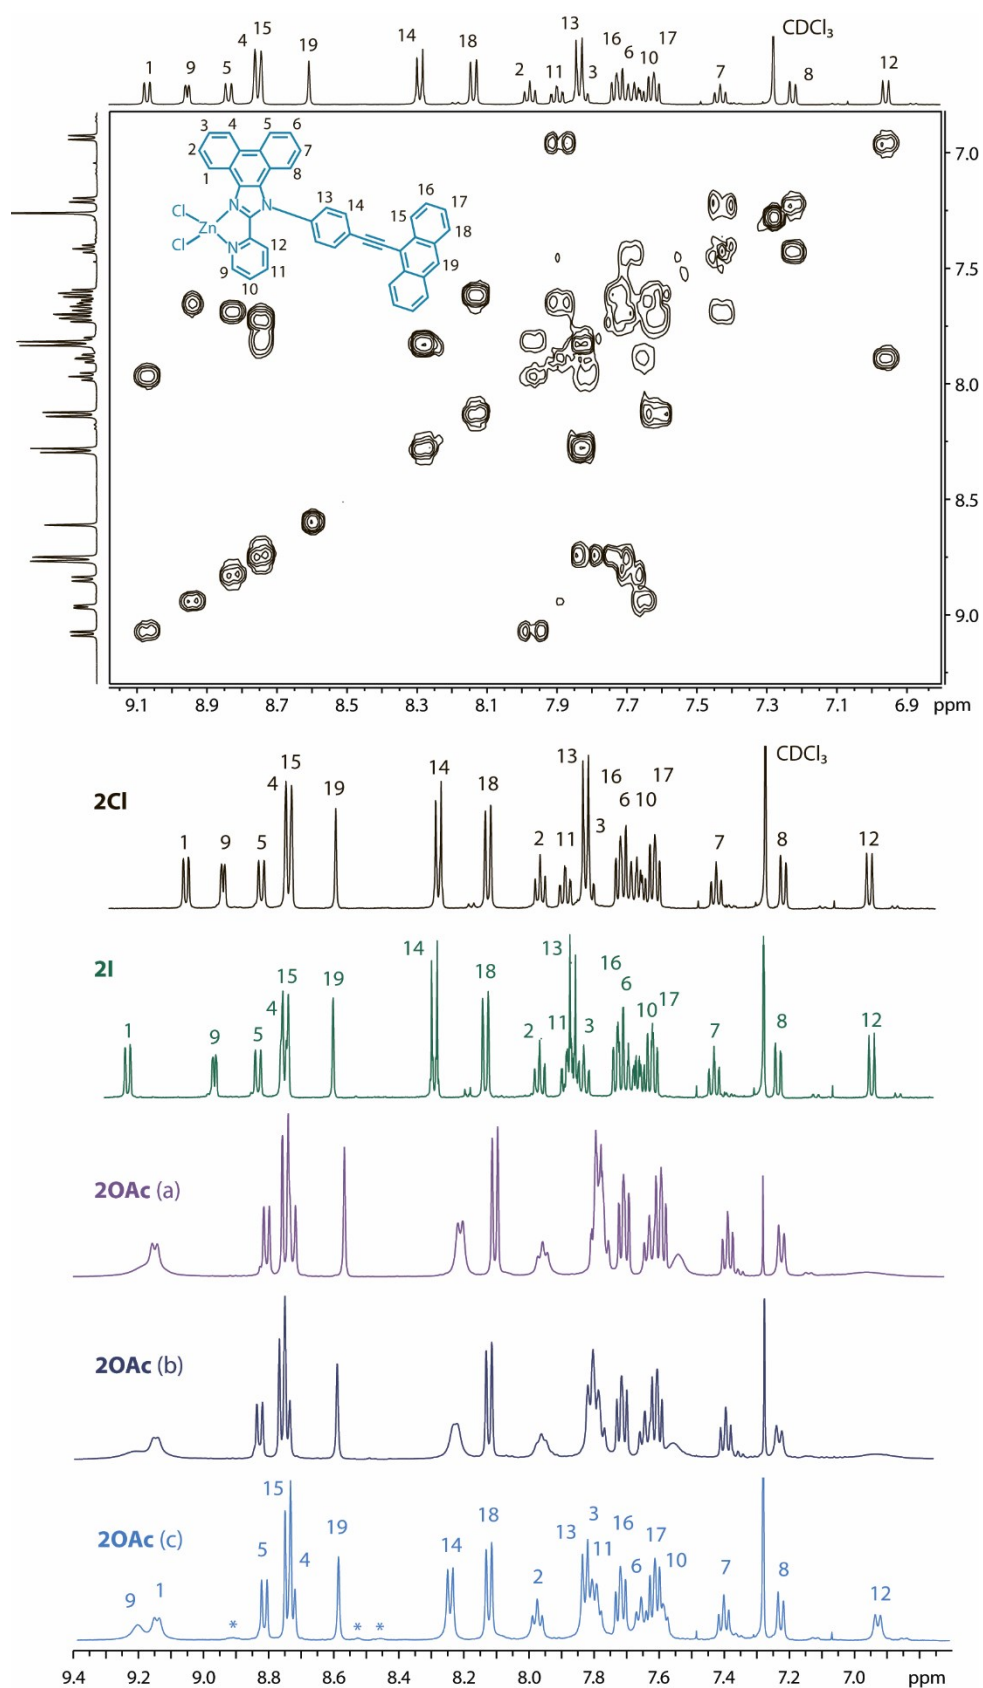 1 9 5 4 15 19 14 18 2 11 13 3 16 6 10 17 7 CDCl3 8 12
3 4 5 6
2 7
1 8
Cl N N 13 14 16 17
Zn 15 18
Cl N 12 19
9 11
10
7.0
7.5
8.0
8.5
9.0
9.1 8.9 8.7 8.5 8.3 8.1 7.9 7.7 7.5 7.3 7.1 6.9 ppm
2Cl 1 9 5 4 15 19 14 18 2 11 13 3 16 6 10 17 7 CDCl3 8 12
2I 1 9 5 4 15 19 14 18 2 11 13 3 16 6 10 17 7 8 12
2OAc (a)
2OAc (b)
2OAc (c) 9 1 * 5 15 4 19 * * 14 18 2 13 3 11 16 6 17 10 7 8 12
9.4 9.2 9.0 8.8 8.6 8.4 8.2 8.0 7.8 7.6 7.4 7.2 7.0 ppm